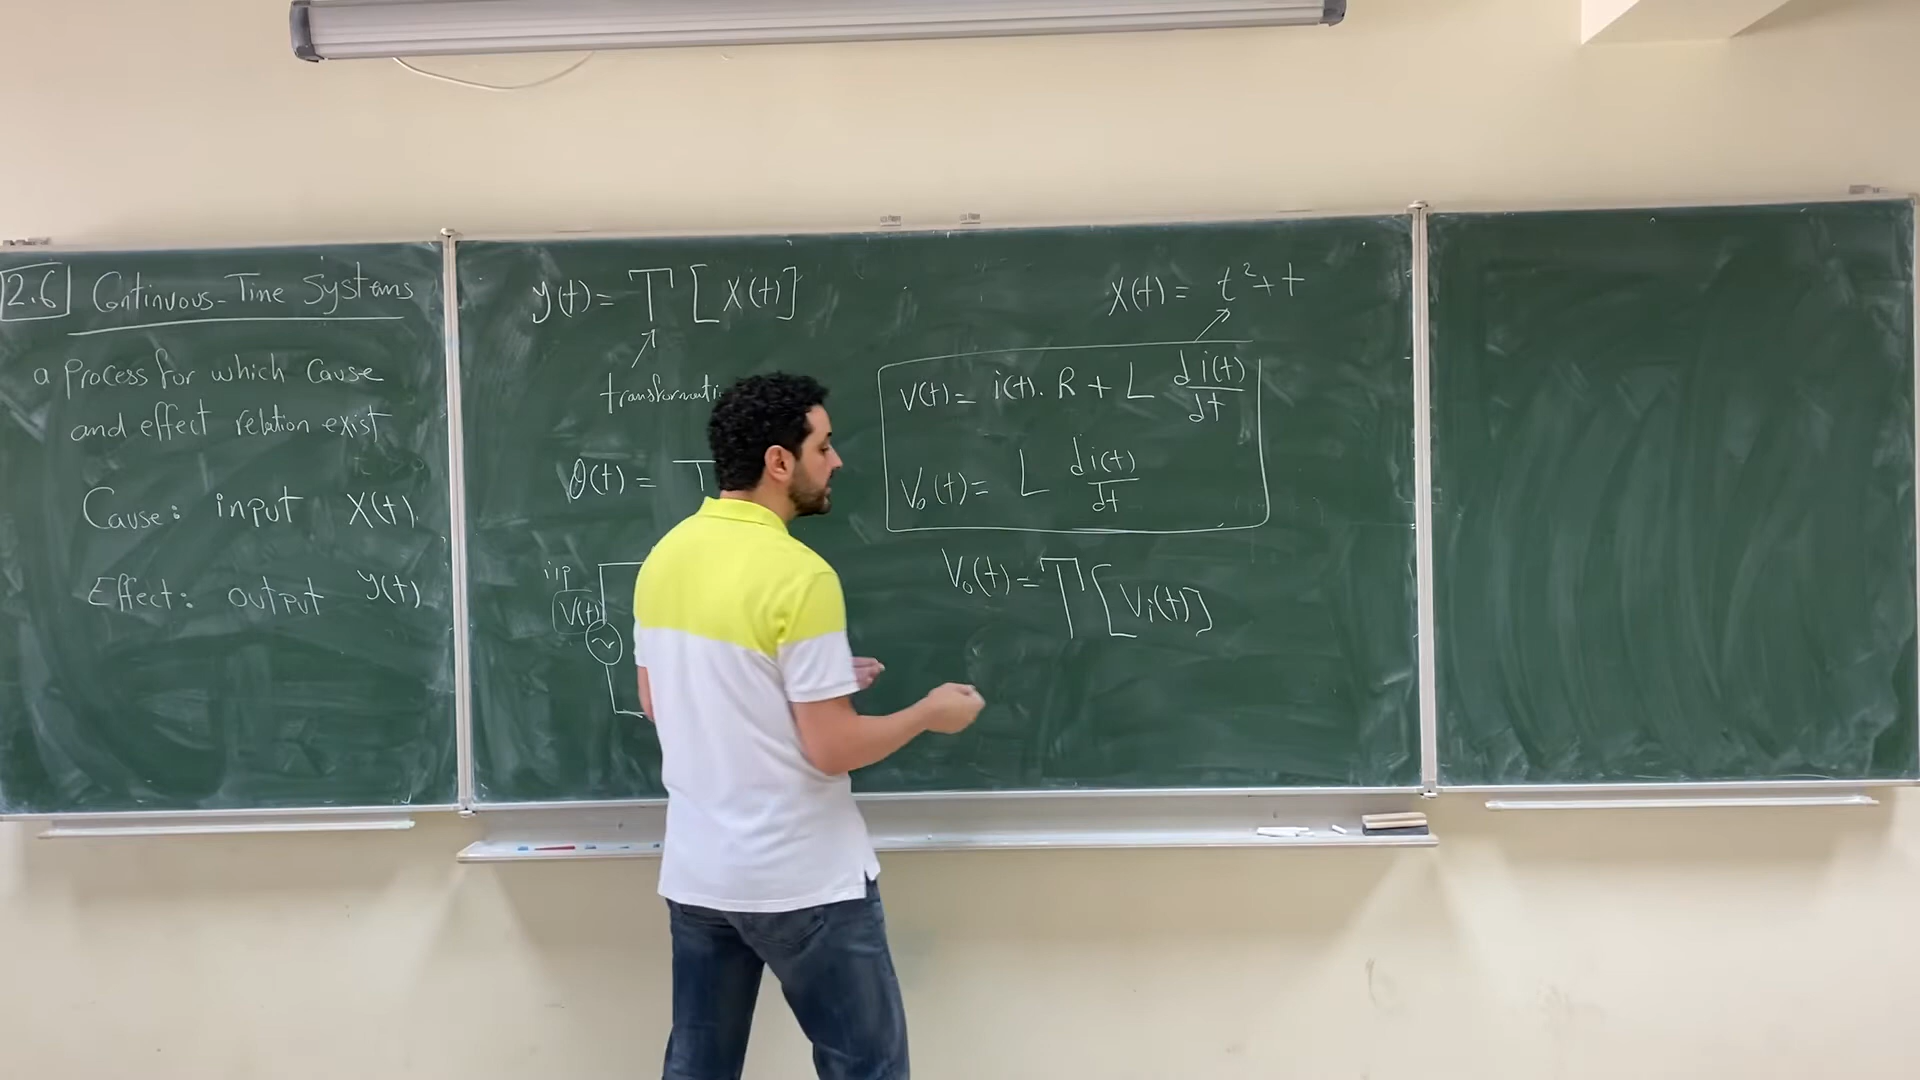 2.6 Continuous-Time Systems
a Process for which Cause
and effect relation exist
Cause: input X(t)
Effect: output y(t)
y(t) = T [X(t)]
θ(t) = T
i/p
V(t)
X(t) = t² + t
V(t) = i(t). R + L di(t)/dt
V₀(t) = L di(t)/dt
V₀(t) = T [Vi(t)]